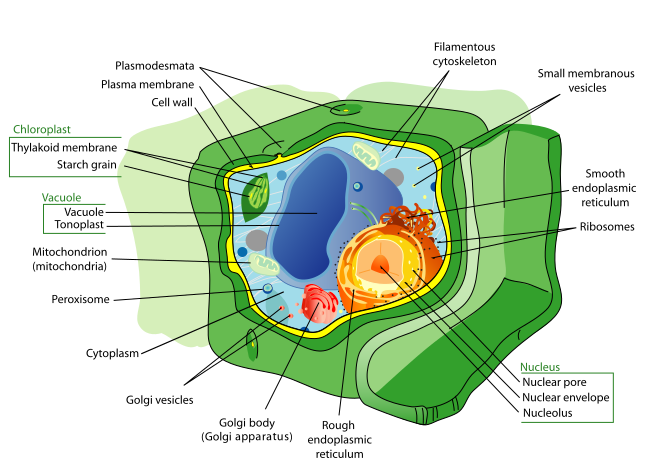 Plasmodesmata
Plasma membrane
Cell wall
Chloroplast
Thylakoid membrane
Starch grain
Vacuole
Vacuole
Tonoplast
Mitochondrion
(mitochondria)
Peroxisome
Cytoplasm
Golgi vesicles
Golgi body
(Golgi apparatus)
Rough
endoplasmic
reticulum
Filamentous
cytoskeleton
Small membranous
vesicles
Smooth
endoplasmic
reticulum
Ribosomes
Nucleus
Nuclear pore
Nuclear envelope
Nucleolus